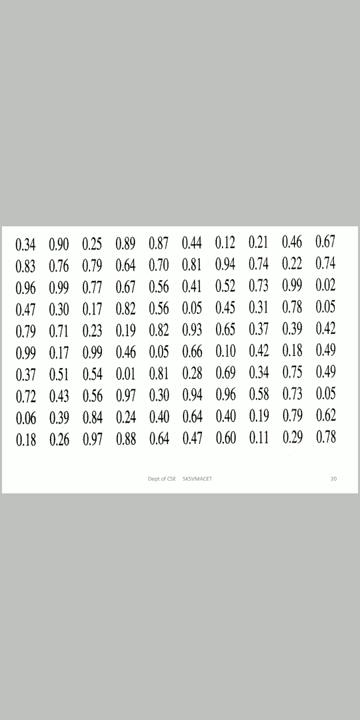 0.34 0.90 0.25 0.89 0.87 0.44 0.12 0.21 0.46 0.67
0.83 0.76 0.79 0.64 0.70 0.81 0.94 0.74 0.22 0.74
0.96 0.99 0.77 0.67 0.56 0.41 0.52 0.73 0.99 0.02
0.47 0.30 0.17 0.82 0.56 0.05 0.45 0.31 0.78 0.05
0.79 0.71 0.23 0.19 0.82 0.93 0.65 0.37 0.39 0.42
0.99 0.17 0.99 0.46 0.05 0.66 0.10 0.42 0.18 0.49
0.37 0.51 0.54 0.01 0.81 0.28 0.69 0.34 0.75 0.49
0.72 0.43 0.56 0.97 0.30 0.94 0.96 0.58 0.73 0.05
0.06 0.39 0.84 0.24 0.40 0.64 0.40 0.19 0.79 0.62
0.18 0.26 0.97 0.88 0.64 0.47 0.60 0.11 0.29 0.78
Dept of CSE SKSVMACET 20